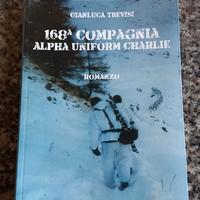 GIANLUCA TREVISI
168ª COMPAGNIA
ALPHA UNIFORM CHARLIE
ROMANZO